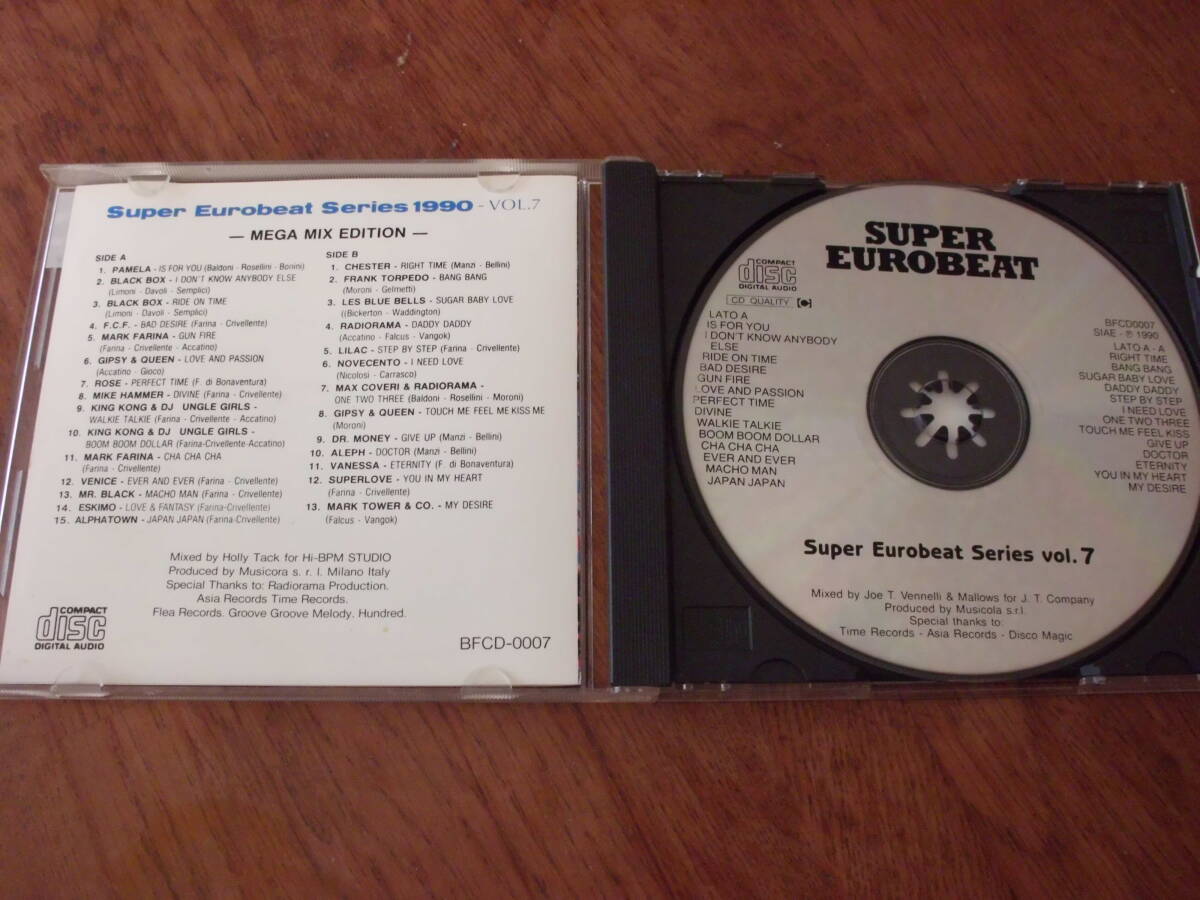 Super Eurobeat Series 1990 - VOL.7
— MEGA MIX EDITION —
SIDE A
1. PAMELA - IS FOR YOU (Baldoni - Rosellini - Bonini)
2. BLACK BOX - I DON'T KNOW ANYBODY ELSE
(Limoni - Davoli - Semplici)
3. BLACK BOX - RIDE ON TIME
(Limoni - Davoli - Semplici)
4. F.C.F. - BAD DESIRE (Farina - Crivellente)
5. MARK FARINA - GUN FIRE
(Farina - Crivellente - Accatino)
6. GIPSY & QUEEN - LOVE AND PASSION
(Accatino - Gioco)
7. ROSE - PERFECT TIME (F. di Bonaventura)
8. MIKE HAMMER - DIVINE (Farina - Crivellente)
9. KING KONG & DJ UNGLE GIRLS -
WALKIE TALKIE (Farina - Crivellente - Accatino)
10. KING KONG & DJ UNGLE GIRLS -
BOOM BOOM DOLLAR (Farina-Crivellente-Accatino)
11. MARK FARINA - CHA CHA CHA
(Farina - Crivellente)
12. VENICE - EVER AND EVER (Farina - Crivellente)
13. MR. BLACK - MACHO MAN (Farina - Crivellente)
14. ESKIMO - LOVE & FANTASY (Farina-Crivellente)
15. ALPHATOWN - JAPAN JAPAN (Farina-Crivellente)
SIDE B
1. CHESTER - RIGHT TIME (Manzi - Bellini)
2. FRANK TORPEDO - BANG BANG
(Moroni - Gelmetti)
3. LES BLUE BELLS - SUGAR BABY LOVE
((Bickerton - Waddington)
4. RADIORAMA - DADDY DADDY
(Accatino - Falcus - Vangok)
5. LILAC - STEP BY STEP (Farina - Crivellente)
6. NOVECENTO - I NEED LOVE
(Nicolosi - Carrasco)
7. MAX COVERI & RADIORAMA -
ONE TWO THREE (Baldoni - Rosellini - Moroni)
8. GIPSY & QUEEN - TOUCH ME FEEL ME KISS ME
(Moroni)
9. DR. MONEY - GIVE UP (Manzi - Bellini)
10. ALEPH - DOCTOR (Manzi - Bellini)
11. VANESSA - ETERNITY (F. di Bonaventura)
12. SUPERLOVE - YOU IN MY HEART
(Farina - Crivellente)
13. MARK TOWER & CO. - MY DESIRE
(Falcus - Vangok)
Mixed by Holly Tack for Hi-BPM STUDIO
Produced by Musicora s. r. l. Milano Italy
Special Thanks to: Radiorama Production.
Asia Records Time Records.
Flea Records. Groove Groove Melody. Hundred.
COMPACT
disc
DIGITAL AUDIO
BFCD-0007
SUPER
EUROBEAT
COMPACT
disc
DIGITAL AUDIO
CD QUALITY [C]
LATO A
IS FOR YOU
I DON'T KNOW ANYBODY
ELSE
RIDE ON TIME
BAD DESIRE
GUN FIRE
LOVE AND PASSION
PERFECT TIME
DIVINE
WALKIE TALKIE
BOOM BOOM DOLLAR
CHA CHA CHA
EVER AND EVER
MACHO MAN
JAPAN JAPAN
BFCD0007
SIAE - ℗ 1990
LATO A - A
RIGHT TIME
BANG BANG
SUGAR BABY LOVE
DADDY DADDY
STEP BY STEP
I NEED LOVE
ONE TWO THREE
TOUCH ME FEEL KISS
GIVE UP
DOCTOR
ETERNITY
YOU IN MY HEART
MY DESIRE
Super Eurobeat Series vol.7
Mixed by Joe T. Vennelli & Mallows for J. T. Company
Produced by Musicola s.r.l.
Special thanks to:
Time Records - Asia Records - Disco Magic